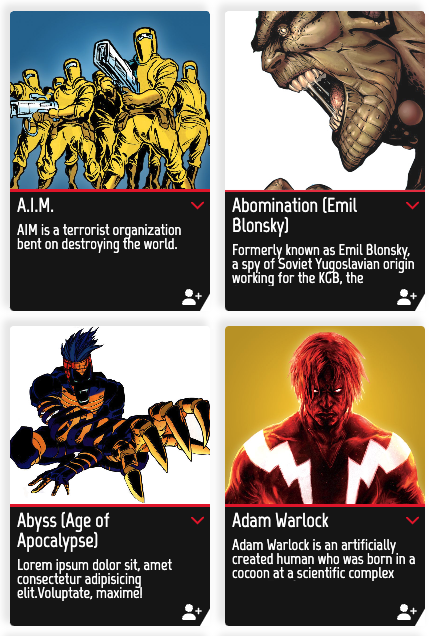 A.I.M.
AIM is a terrorist organization
bent on destroying the world.
Abomination (Emil
Blonsky)
Formerly known as Emil Blonsky,
a spy of Soviet Yugoslavian origin
working for the KGB, the
Abyss (Age of
Apocalypse)
Lorem ipsum dolor sit, amet
consectetur adipisicing
elit.Voluptate, maxime!
Adam Warlock
Adam Warlock is an artificially
created human who was born in a
cocoon at a scientific complex